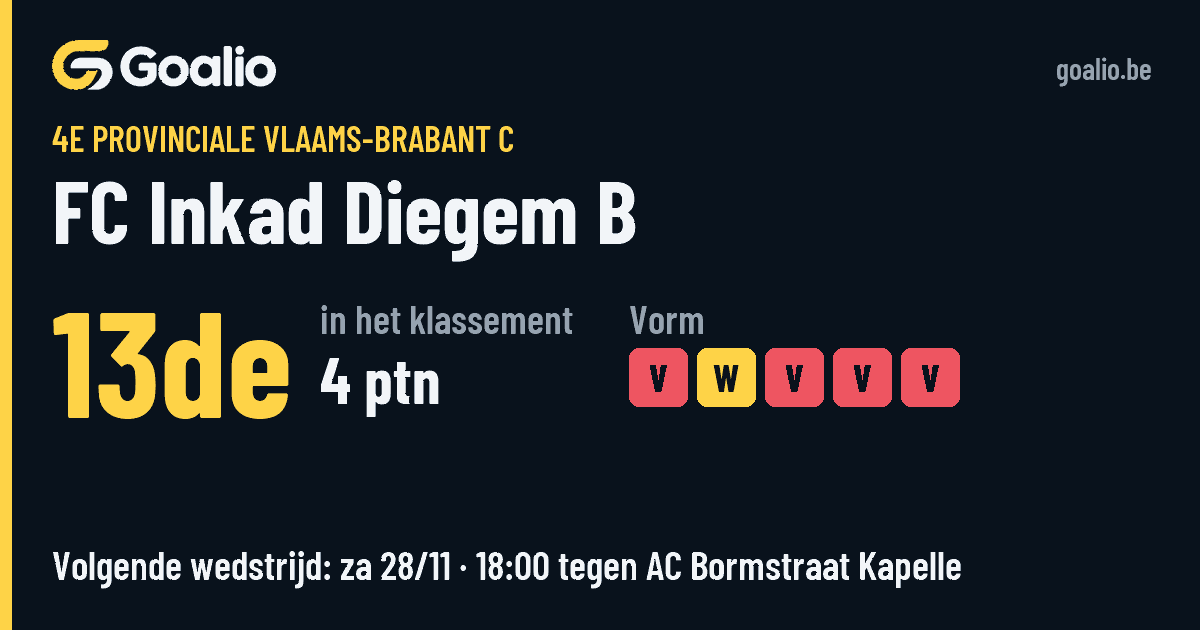 Goalio
goalio.be
4E PROVINCIALE VLAAMS-BRABANT C
FC Inkad Diegem B
13de
in het klassement
4 ptn
Vorm
V W V V V
Volgende wedstrijd: za 28/11 · 18:00 tegen AC Bormstraat Kapelle